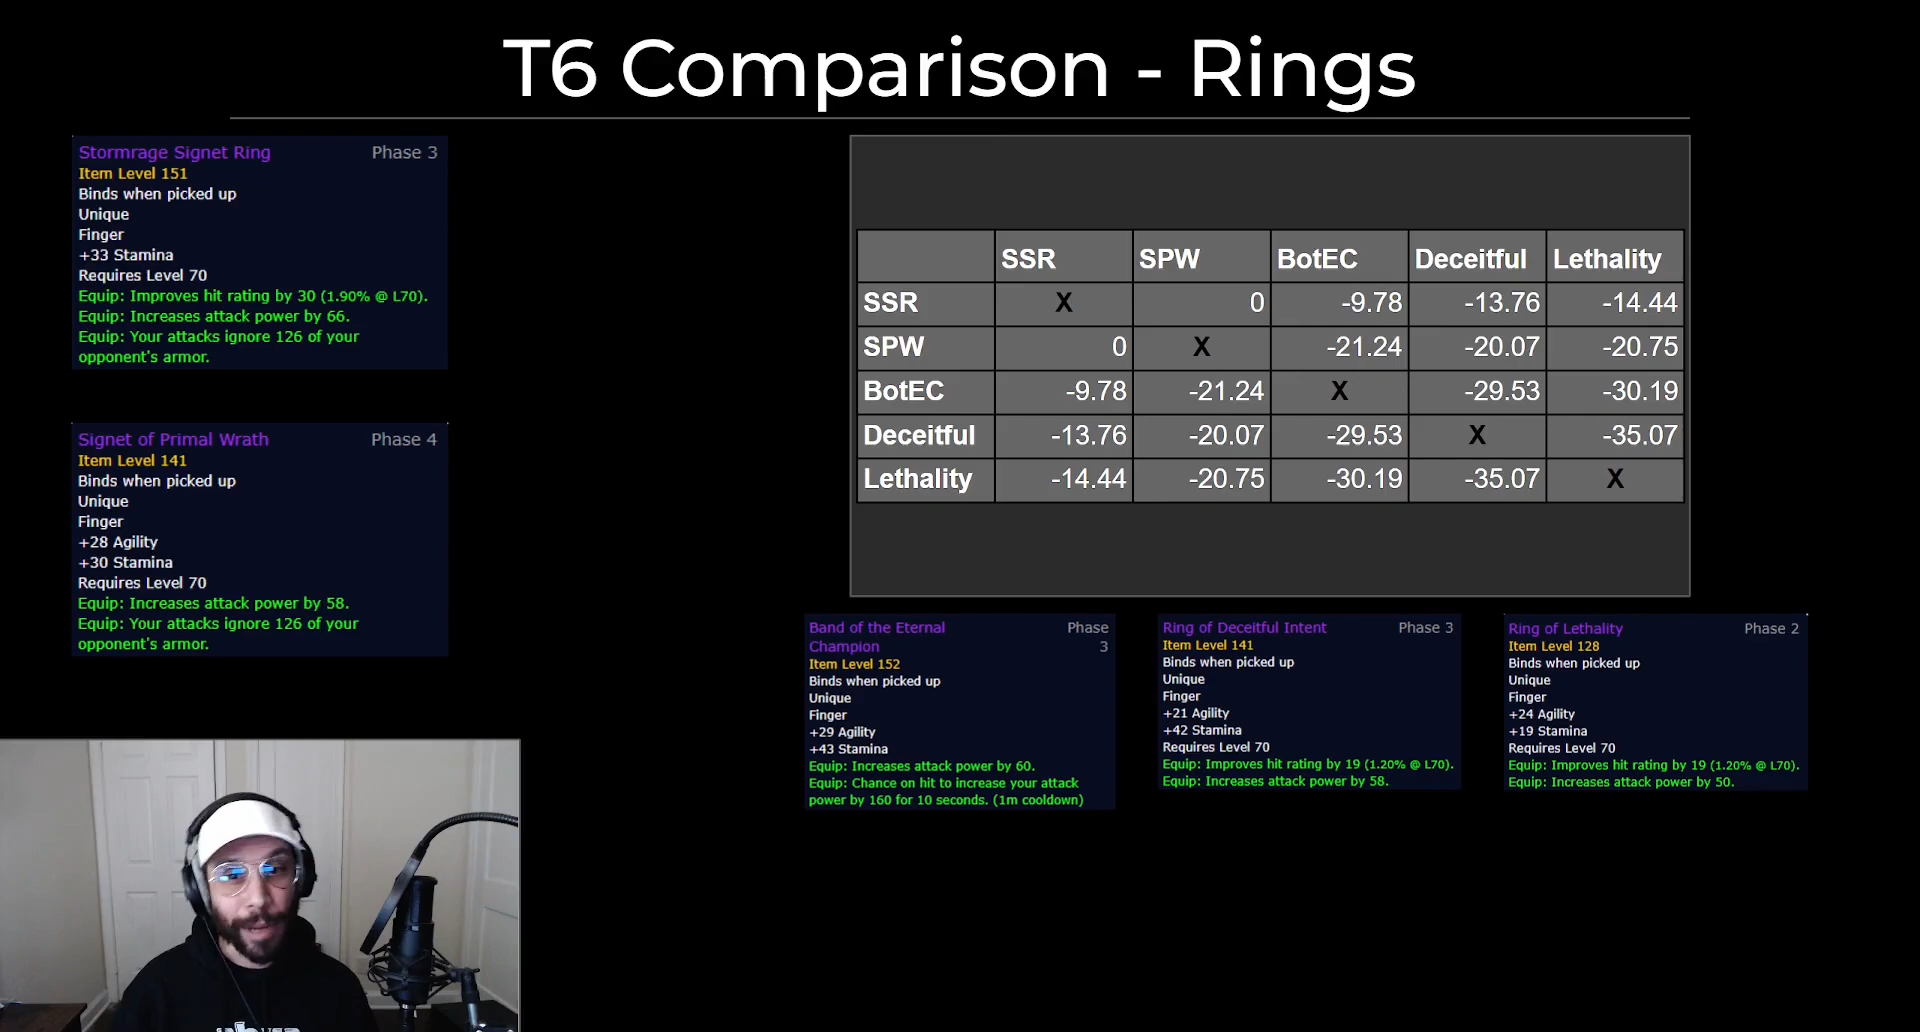 T6 Comparison - Rings
Stormrage Signet Ring Phase 3
Item Level 151
Binds when picked up
Unique
Finger
+33 Stamina
Requires Level 70
Equip: Improves hit rating by 30 (1.90% @ L70).
Equip: Increases attack power by 66.
Equip: Your attacks ignore 126 of your
opponent's armor.
Signet of Primal Wrath Phase 4
Item Level 141
Binds when picked up
Unique
Finger
+28 Agility
+30 Stamina
Requires Level 70
Equip: Increases attack power by 58.
Equip: Your attacks ignore 126 of your
opponent's armor.
SSR SPW BotEC Deceitful Lethality
SSR X 0 -9.78 -13.76 -14.44
SPW 0 X -21.24 -20.07 -20.75
BotEC -9.78 -21.24 X -29.53 -30.19
Deceitful -13.76 -20.07 -29.53 X -35.07
Lethality -14.44 -20.75 -30.19 -35.07 X
Band of the Eternal Phase
Champion 3
Item Level 152
Binds when picked up
Unique
Finger
+29 Agility
+43 Stamina
Equip: Increases attack power by 60.
Equip: Chance on hit to increase your attack
power by 160 for 10 seconds. (1m cooldown)
Ring of Deceitful Intent Phase 3
Item Level 141
Binds when picked up
Unique
Finger
+21 Agility
+42 Stamina
Requires Level 70
Equip: Improves hit rating by 19 (1.20% @ L70).
Equip: Increases attack power by 58.
Ring of Lethality Phase 2
Item Level 128
Binds when picked up
Unique
Finger
+24 Agility
+19 Stamina
Requires Level 70
Equip: Improves hit rating by 19 (1.20% @ L70).
Equip: Increases attack power by 50.